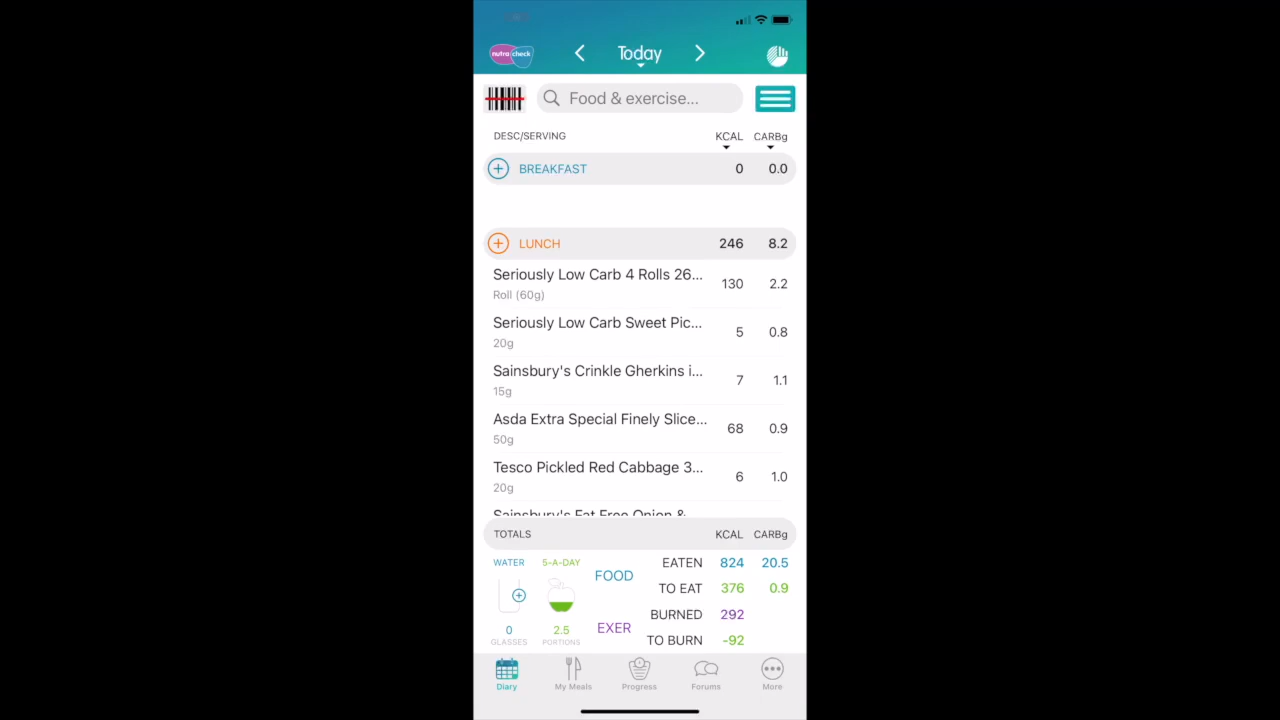 nutracheck
Today
Food & exercise...
DESC/SERVING KCAL CARBg
BREAKFAST 0 0.0
LUNCH 246 8.2
Seriously Low Carb 4 Rolls 26... 130 2.2
Roll (60g)
Seriously Low Carb Sweet Pic... 5 0.8
20g
Sainsbury's Crinkle Gherkins i... 7 1.1
15g
Asda Extra Special Finely Slice... 68 0.9
50g
Tesco Pickled Red Cabbage 3... 6 1.0
20g
Sainsbury's Fat Free Onion &
TOTALS KCAL CARBg
WATER 5-A-DAY FOOD EATEN 824 20.5
TO EAT 376 0.9
0 2.5 EXER BURNED 292
GLASSES PORTIONS TO BURN -92
Diary My Meals Progress Forums More